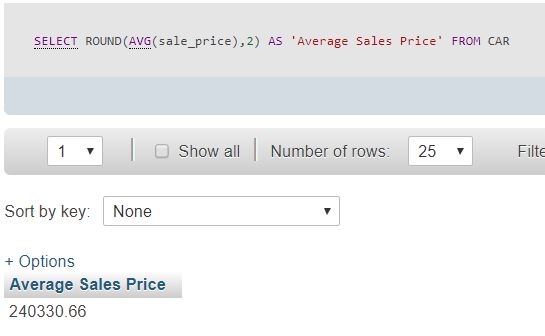 SELECT ROUND(AVG(sale_price),2) AS 'Average Sales Price' FROM CAR
1 Show all Number of rows: 25 Filte
Sort by key: None
+ Options
Average Sales Price
240330.66